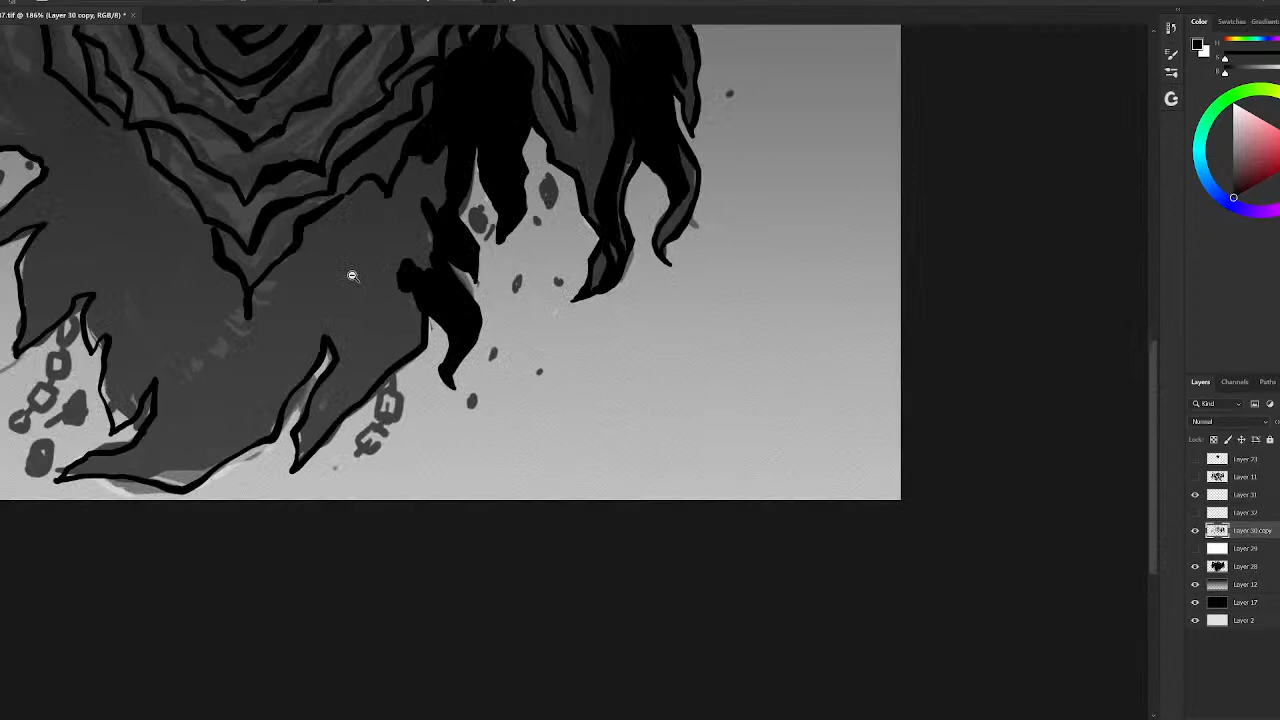 7.tif @ 186% (Layer 30 copy, RGB/8) *
Color
Swatches
Gradients
H
S
B
Layers
Channels
Paths
Kind
Normal
Lock:
Layer 23
Layer 11
Layer 31
Layer 32
Layer 30 copy
Layer 29
Layer 28
Layer 12
Layer 17
Layer 2